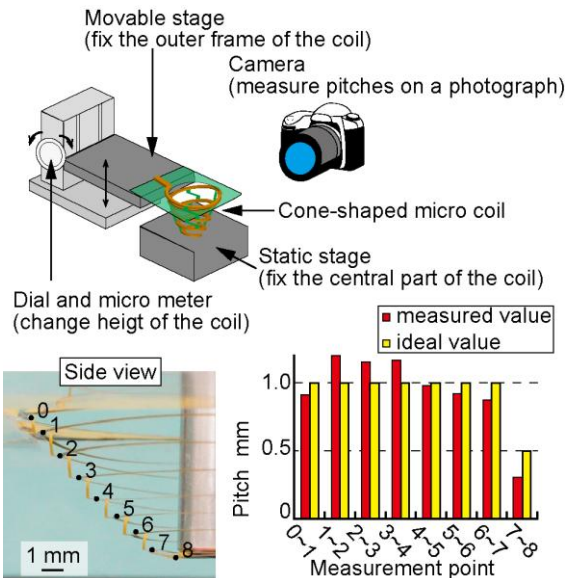 Movable stage
(fix the outer frame of the coil)
Camera
(measure pitches on a photograph)
Cone-shaped micro coil
Static stage
(fix the central part of the coil)
Dial and micro meter
(change heigt of the coil)
Side view
0
1
2
3
4
5
6
7
8
1 mm
measured value
ideal value
Pitch mm
1.0
0.5
0
0~1
1~2
2~3
3~4
4~5
5~6
6~7
7~8
Measurement point